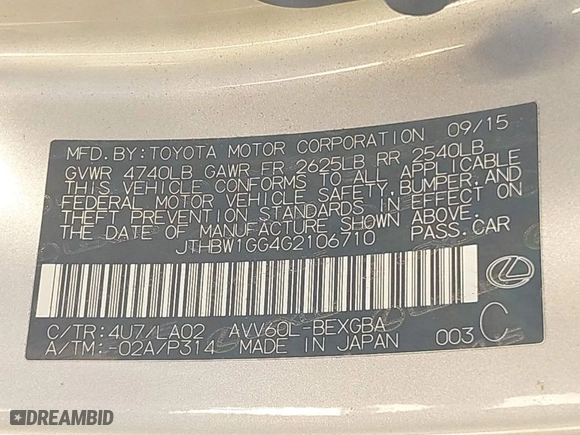 MFD. BY: TOYOTA MOTOR CORPORATION 09/15
GVWR 4740LB GAWR FR 2625LB RR 2540LB
THIS VEHICLE CONFORMS TO ALL APPLICABLE
FEDERAL MOTOR VEHICLE SAFETY, BUMPER, AND
THEFT PREVENTION STANDARDS IN EFFECT ON
THE DATE OF MANUFACTURE SHOWN ABOVE.
JTHBW1GG4G2106710 PASS. CAR
C/TR: 4U7/LA02 AVV60L-BEXGBA
A/TM: -02A/P314 MADE IN JAPAN 003 C
DREAMBID